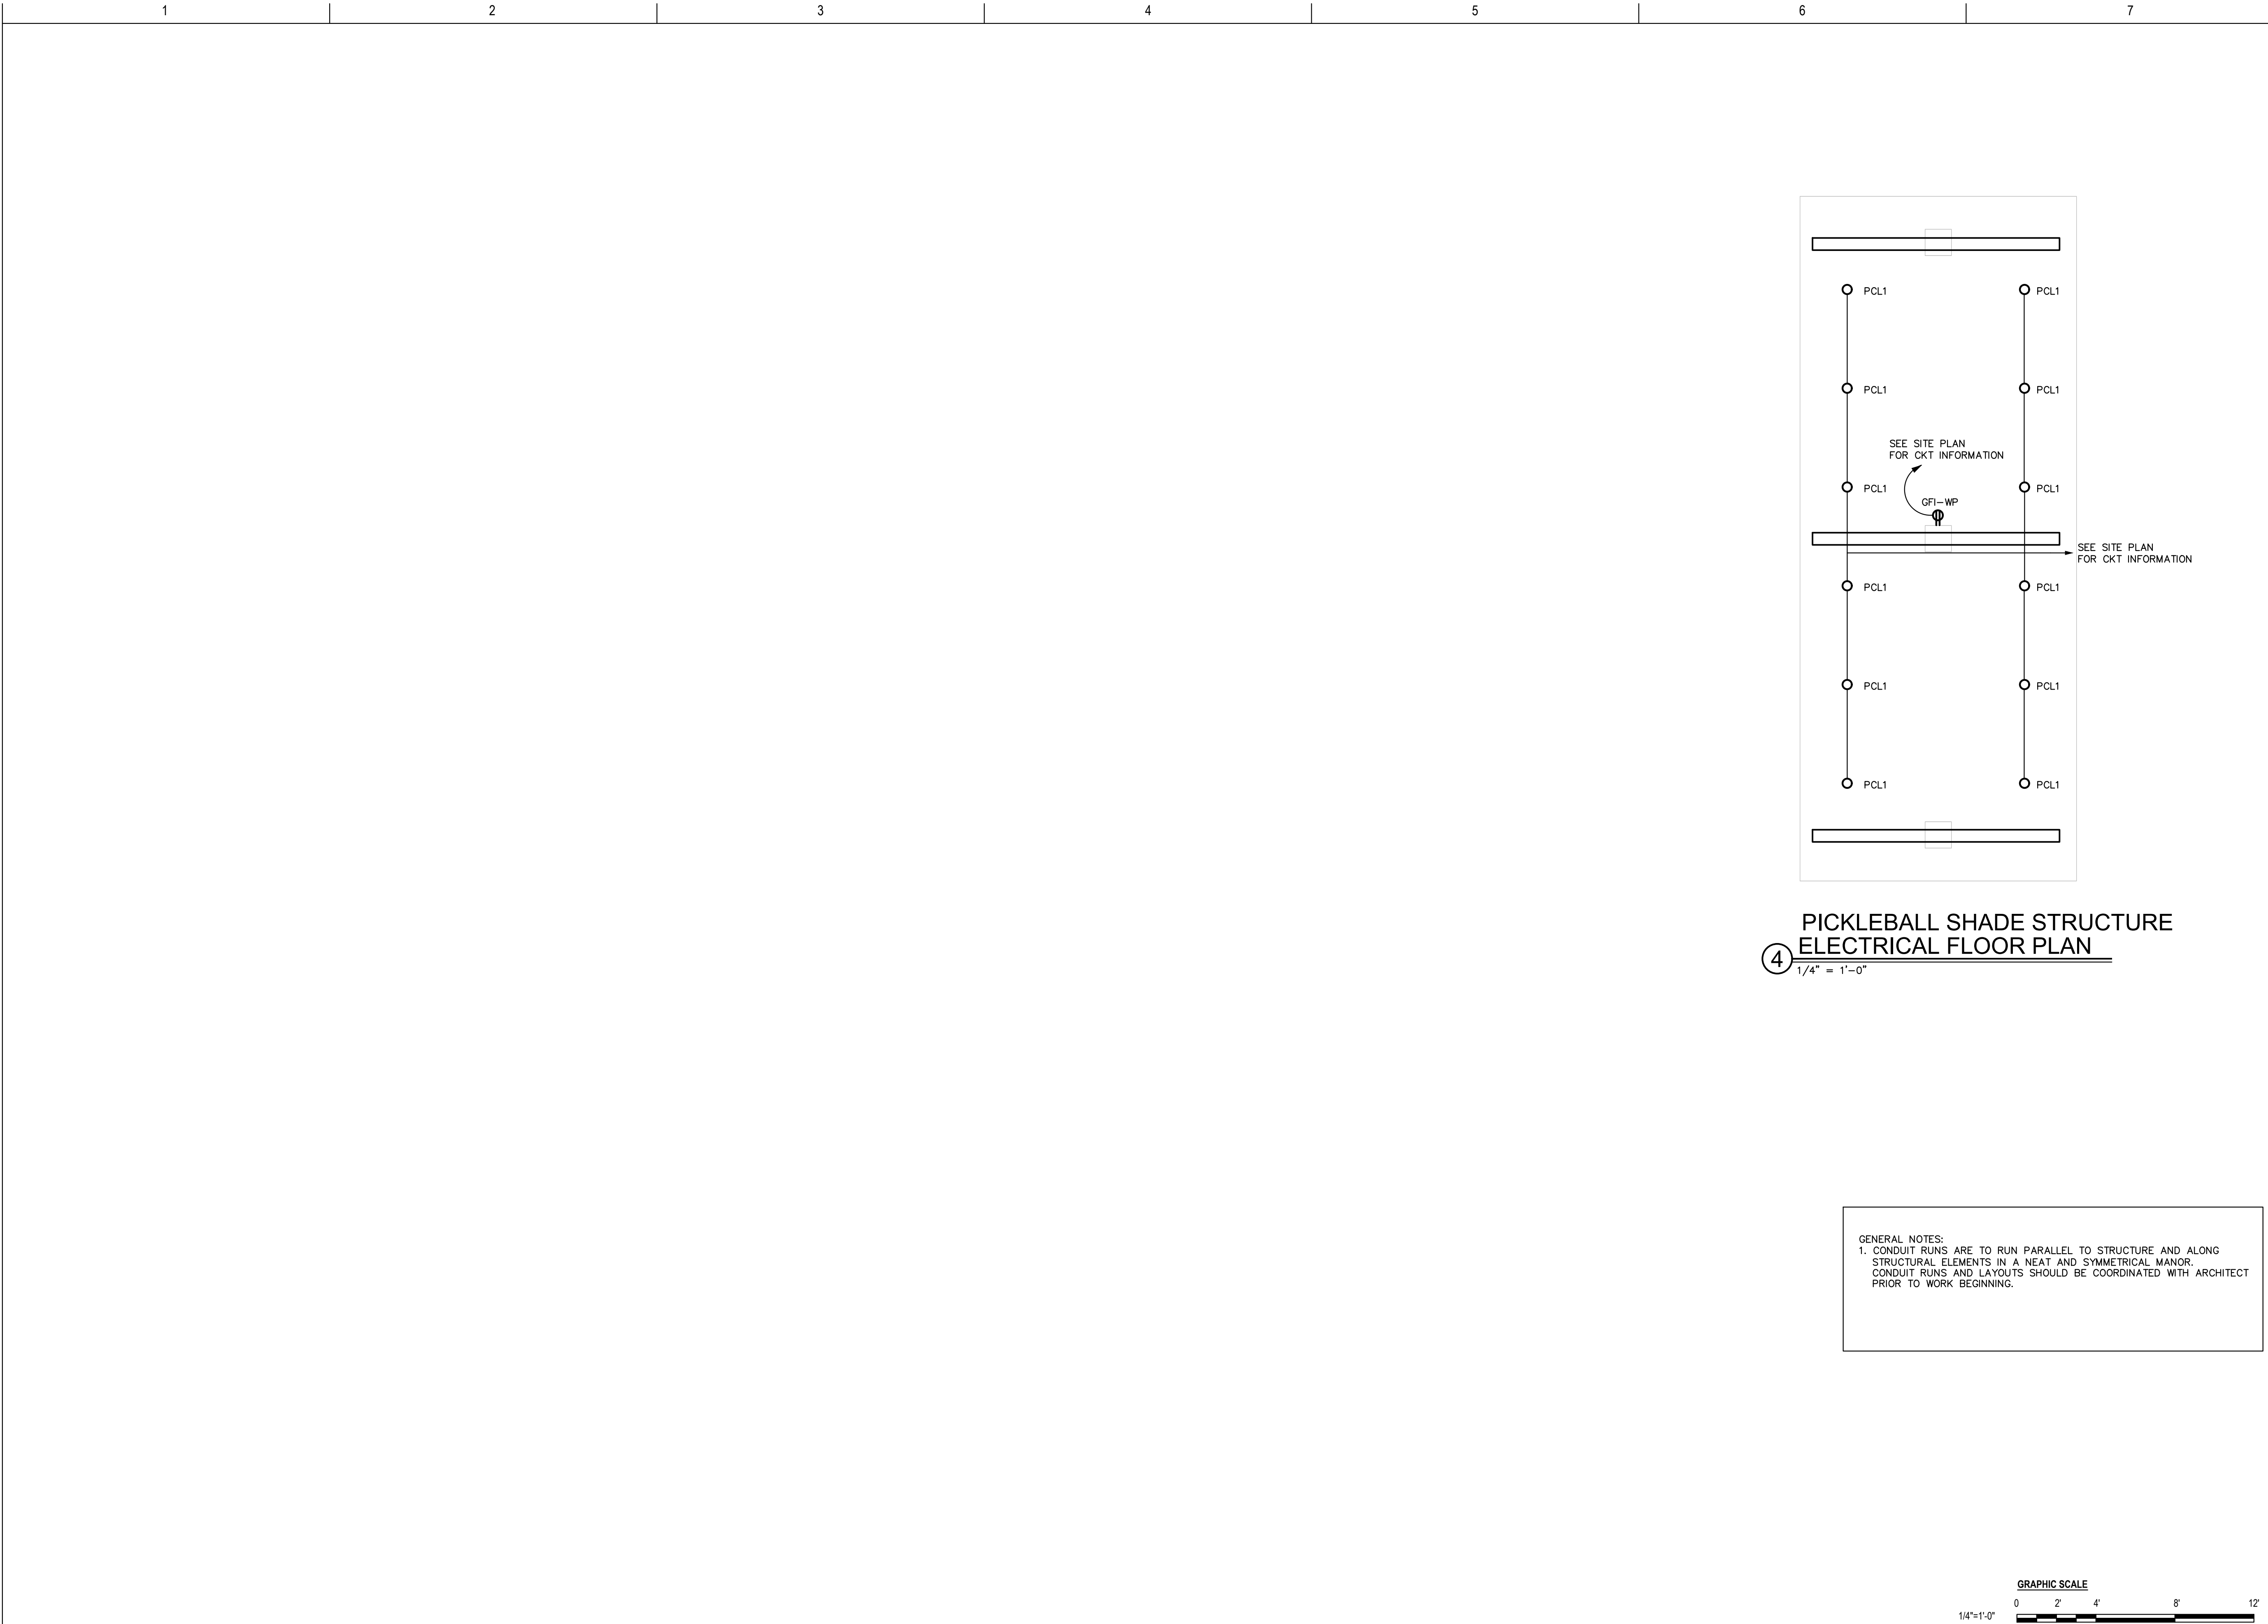 1 2 3 4 5 6 7
PCL1 PCL1
PCL1 PCL1
SEE SITE PLAN
FOR CKT INFORMATION
PCL1 PCL1
GFI-WP
SEE SITE PLAN
FOR CKT INFORMATION
PCL1 PCL1
PCL1 PCL1
PCL1 PCL1
PICKLEBALL SHADE STRUCTURE
4 ELECTRICAL FLOOR PLAN
1/4" = 1'-0"
GENERAL NOTES:
1. CONDUIT RUNS ARE TO RUN PARALLEL TO STRUCTURE AND ALONG
STRUCTURAL ELEMENTS IN A NEAT AND SYMMETRICAL MANOR.
CONDUIT RUNS AND LAYOUTS SHOULD BE COORDINATED WITH ARCHITECT
PRIOR TO WORK BEGINNING.
GRAPHIC SCALE
0 2' 4' 8' 12'
1/4"=1'-0"